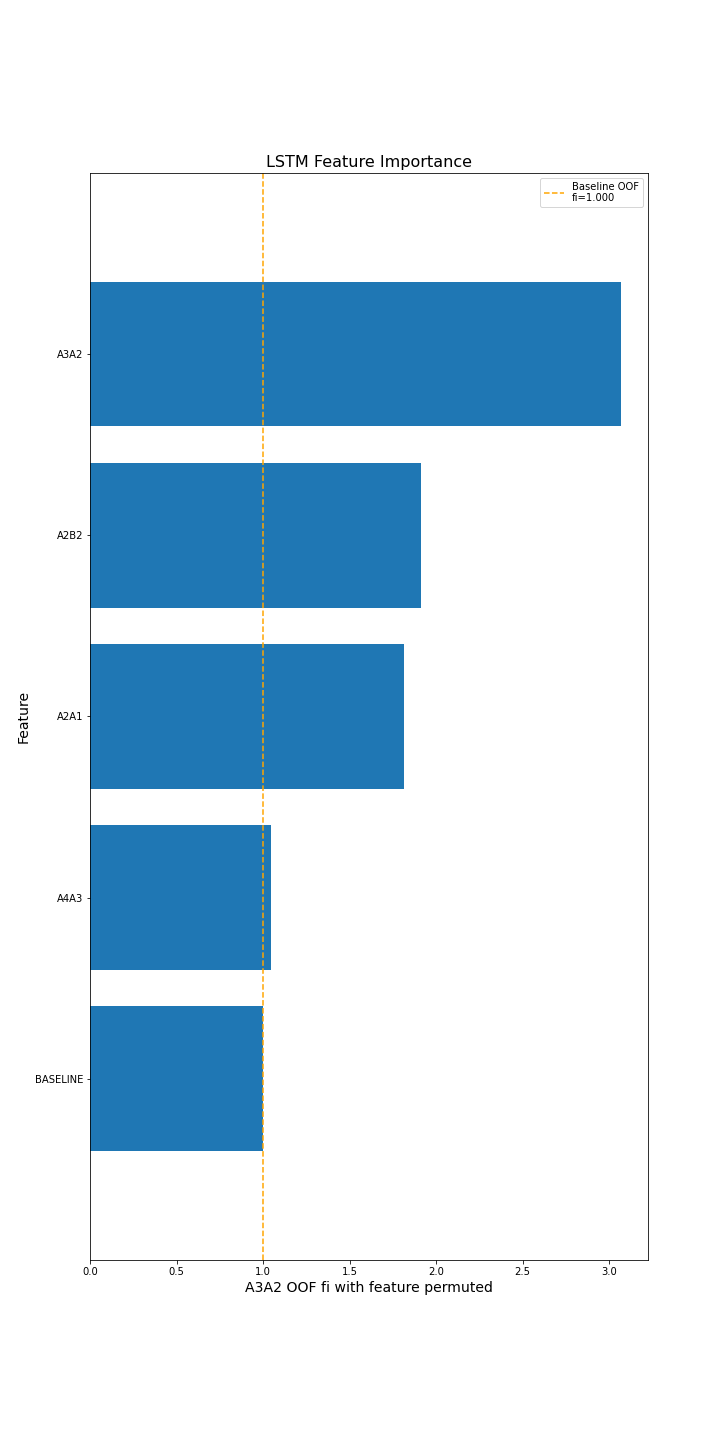 LSTM Feature Importance
Baseline OOF
fi=1.000
A3A2
A2B2
A2A1
A4A3
BASELINE
Feature
0.0 0.5 1.0 1.5 2.0 2.5 3.0
A3A2 OOF fi with feature permuted